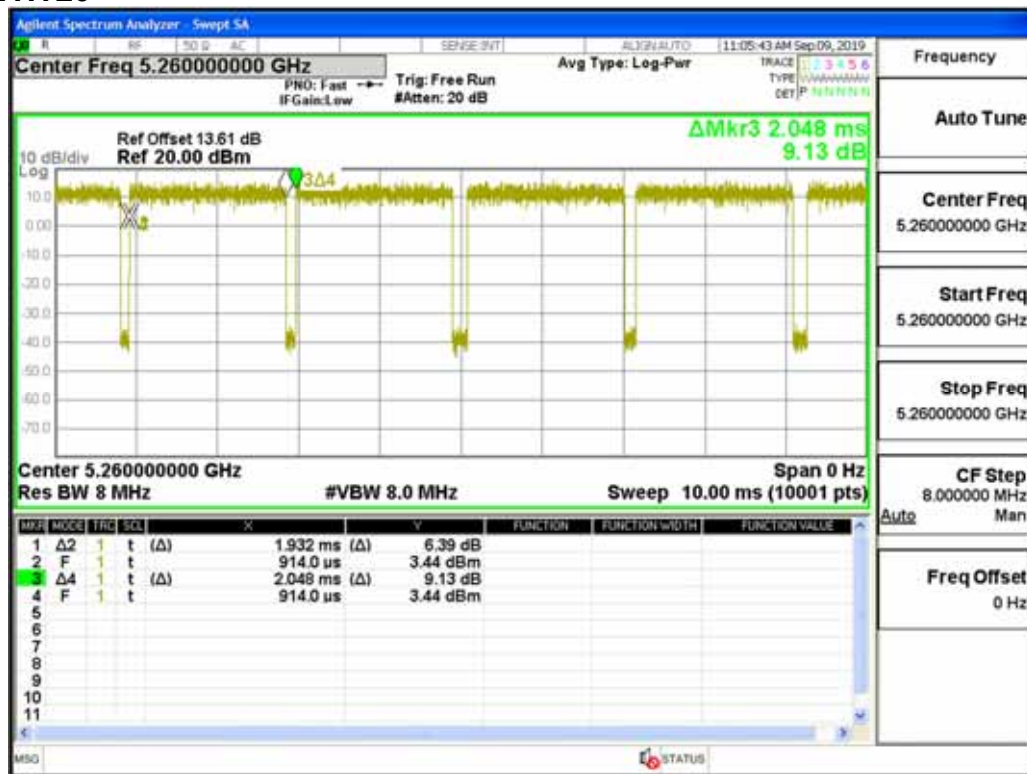 Agilent Spectrum Analyzer - Swept SA
R RF 50 Ω AC SENSE:INT ALIGN AUTO 11:05:43 AM Sep 09, 2019
Center Freq 5.260000000 GHz Avg Type: Log-Pwr TRACE 1 2 3 4 5 6
PNO: Fast Trig: Free Run TYPE
IFGain:Low #Atten: 20 dB DET P N N N N N
Frequency
Auto Tune
Center Freq
5.260000000 GHz
Start Freq
5.260000000 GHz
Stop Freq
5.260000000 GHz
CF Step
8.000000 MHz
Auto Man
Freq Offset
0 Hz
ΔMkr3 2.048 ms
9.13 dB
Ref Offset 13.61 dB
10 dB/div Ref 20.00 dBm
Log
3Δ4
10.0
0.00
-10.0
-20.0
-30.0
-40.0
-50.0
-60.0
-70.0
Center 5.260000000 GHz Span 0 Hz
Res BW 8 MHz #VBW 8.0 MHz Sweep 10.00 ms (10001 pts)
MKR MODE TRC SCL X Y FUNCTION FUNCTION WIDTH FUNCTION VALUE
1 Δ2 1 t (Δ) 1.932 ms (Δ) 6.39 dB
2 F 1 t 914.0 µs 3.44 dBm
3 Δ4 1 t (Δ) 2.048 ms (Δ) 9.13 dB
4 F 1 t 914.0 µs 3.44 dBm
5
6
7
8
9
10
11
MSG STATUS